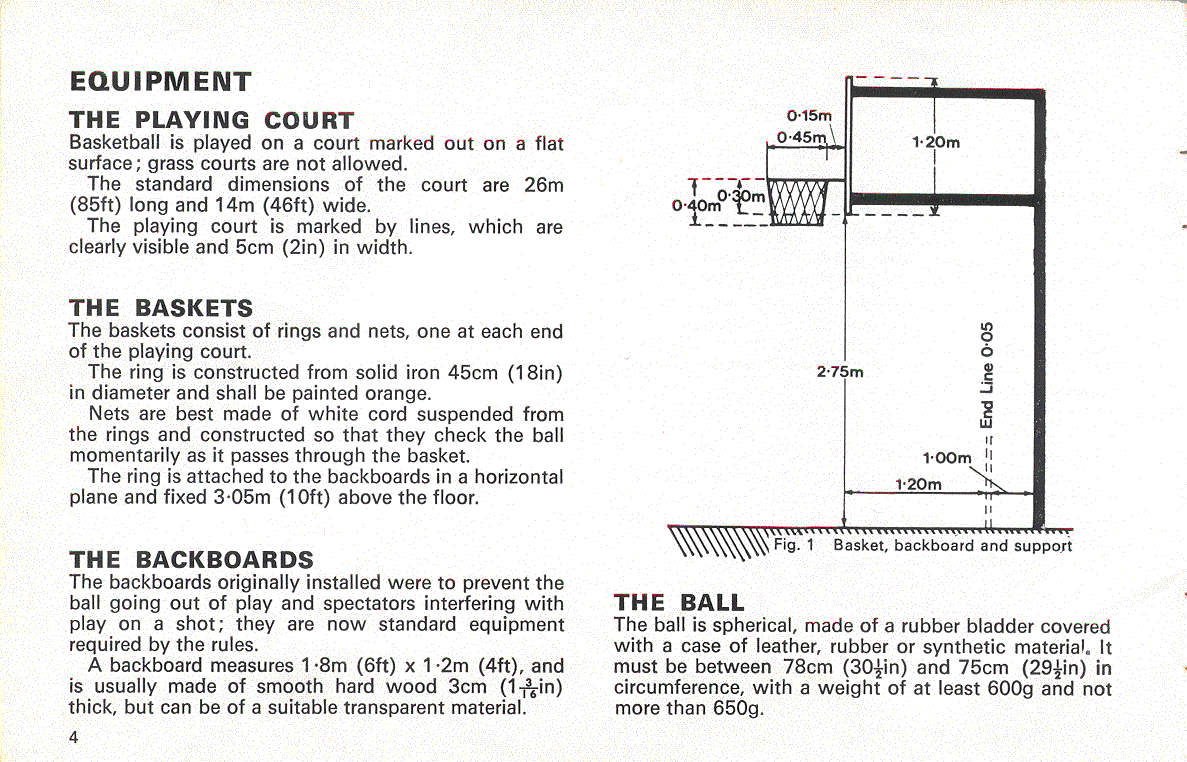 EQUIPMENT
THE PLAYING COURT
Basketball is played on a court marked out on a flat
surface; grass courts are not allowed.
The standard dimensions of the court are 26m
(85ft) long and 14m (46ft) wide.
The playing court is marked by lines, which are
clearly visible and 5cm (2in) in width.
THE BASKETS
The baskets consist of rings and nets, one at each end
of the playing court.
The ring is constructed from solid iron 45cm (18in)
in diameter and shall be painted orange.
Nets are best made of white cord suspended from
the rings and constructed so that they check the ball
momentarily as it passes through the basket.
The ring is attached to the backboards in a horizontal
plane and fixed 3·05m (10ft) above the floor.
THE BACKBOARDS
The backboards originally installed were to prevent the
ball going out of play and spectators interfering with
play on a shot; they are now standard equipment
required by the rules.
A backboard measures 1·8m (6ft) x 1·2m (4ft), and
is usually made of smooth hard wood 3cm (1 3/16in)
thick, but can be of a suitable transparent material.
4
0·15m
0·45m
1·20m
0·30m
0·40m
2·75m
End Line 0·05
1·00m
1·20m
Fig. 1 Basket, backboard and support
THE BALL
The ball is spherical, made of a rubber bladder covered
with a case of leather, rubber or synthetic material. It
must be between 78cm (30½in) and 75cm (29½in) in
circumference, with a weight of at least 600g and not
more than 650g.